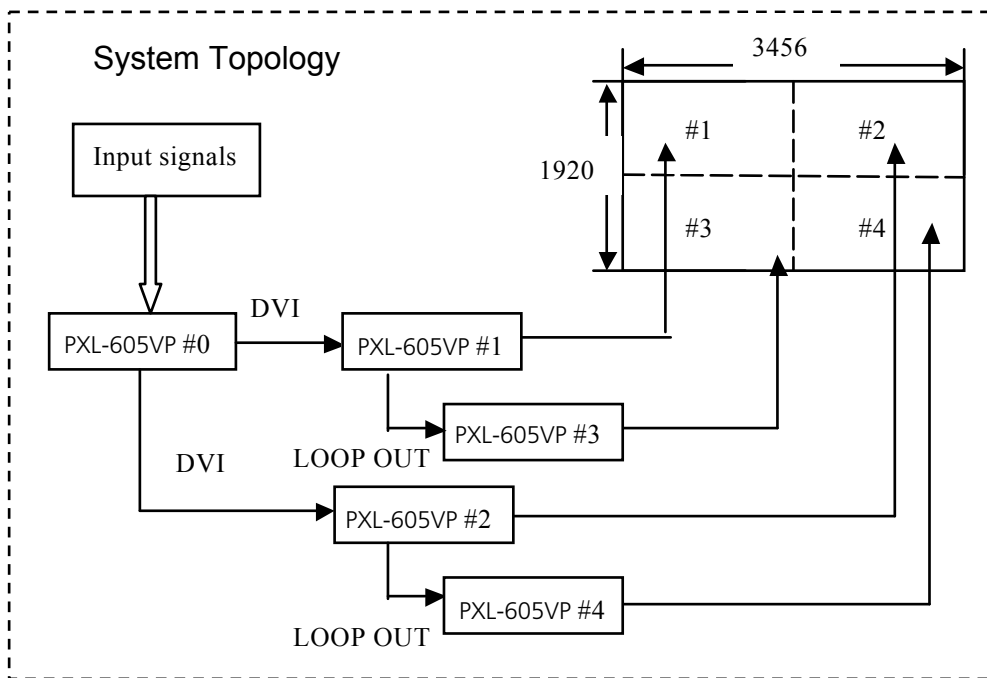 System Topology
3456
Input signals
#1
#2
1920
#3
#4
DVI
PXL-605VP #0
PXL-605VP #1
PXL-605VP #3
LOOP OUT
DVI
PXL-605VP #2
PXL-605VP #4
LOOP OUT